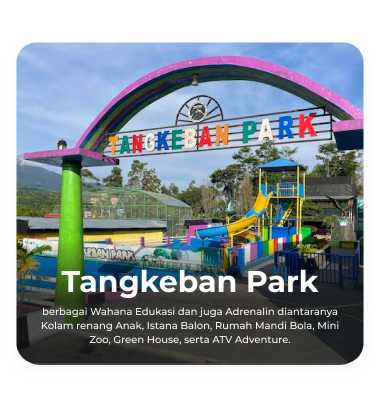 TANGKEBAN PARK
Tangkeban Park
berbagai Wahana Edukasi dan juga Adrenalin diantaranya
Kolam renang Anak, Istana Balon, Rumah Mandi Bola, Mini
Zoo, Green House, serta ATV Adventure.